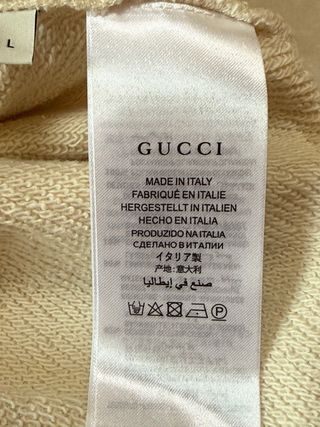 L
GUCCI
MADE IN ITALY
FABRIQUÉ EN ITALIE
HERGESTELLT IN ITALIEN
HECHO EN ITALIA
PRODUZIDO NA ITALIA
СДЕЛАНО В ИТАЛИИ
イタリア製
产地: 意大利
صنع في إيطاليا
P